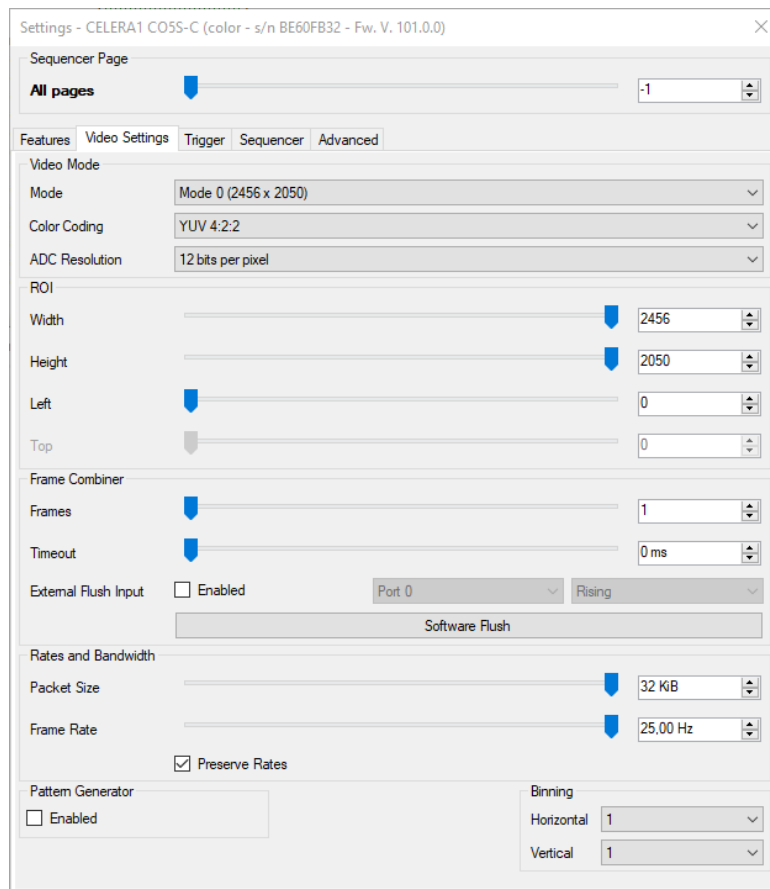 Settings - CELERA1 CO5S-C (color - s/n BE60FB32 - Fw. V. 101.0.0)
Sequencer Page
All pages -1
Features Video Settings Trigger Sequencer Advanced
Video Mode
Mode Mode 0 (2456 x 2050)
Color Coding YUV 4:2:2
ADC Resolution 12 bits per pixel
ROI
Width 2456
Height 2050
Left 0
Top 0
Frame Combiner
Frames 1
Timeout 0 ms
External Flush Input Enabled Port 0 Rising
Software Flush
Rates and Bandwidth
Packet Size 32 KiB
Frame Rate 25,00 Hz
Preserve Rates
Pattern Generator
Enabled
Binning
Horizontal 1
Vertical 1